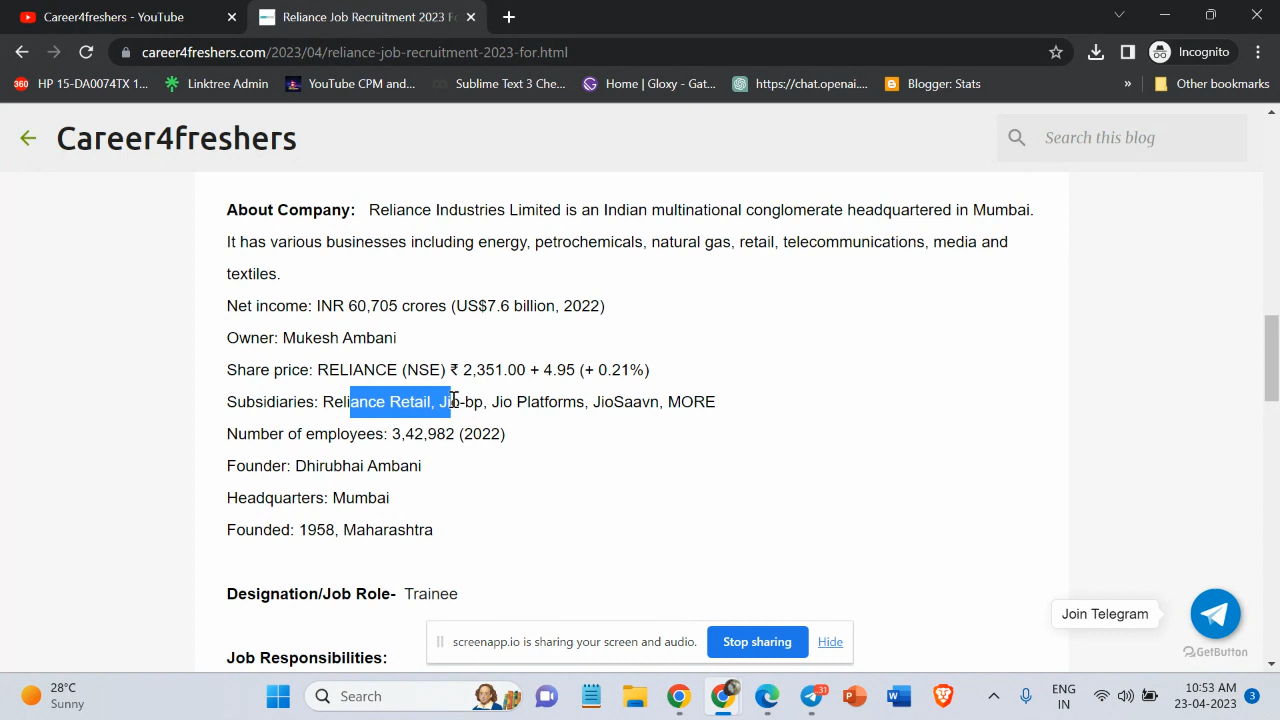 Career4freshers - YouTube
Reliance Job Recruitment 2023 Fo
career4freshers.com/2023/04/reliance-job-recruitment-2023-for.html
Incognito
360 HP 15-DA0074TX 1...
Linktree Admin
YouTube CPM and...
Sublime Text 3 Che...
Home | Gloxy - Gat...
https://chat.openai....
Blogger: Stats
»
Other bookmarks
Career4freshers
Search this blog
About Company: Reliance Industries Limited is an Indian multinational conglomerate headquartered in Mumbai.
It has various businesses including energy, petrochemicals, natural gas, retail, telecommunications, media and
textiles.
Net income: INR 60,705 crores (US$7.6 billion, 2022)
Owner: Mukesh Ambani
Share price: RELIANCE (NSE) ₹ 2,351.00 + 4.95 (+ 0.21%)
Subsidiaries: Reliance Retail, Jio-bp, Jio Platforms, JioSaavn, MORE
Number of employees: 3,42,982 (2022)
Founder: Dhirubhai Ambani
Headquarters: Mumbai
Founded: 1958, Maharashtra
Designation/Job Role- Trainee
Join Telegram
screenapp.io is sharing your screen and audio.
Stop sharing
Hide
GetButton
Job Responsibilities:
28°C
Sunny
Search
31
ENG
IN
10:53 AM
23-04-2023
3